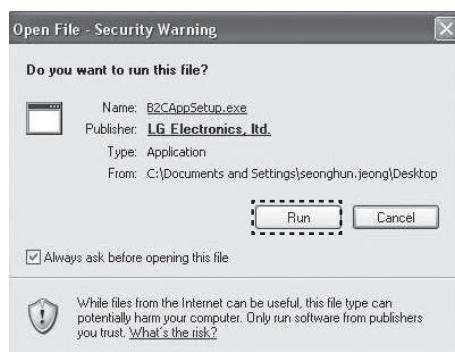 Open File - Security Warning
Do you want to run this file?
Name: B2CAppSetup.exe
Publisher: LG Electronics, ltd.
Type: Application
From: C:\Documents and Settings\seonghun.jeong\Desktop
Run Cancel
Always ask before opening this file
While files from the Internet can be useful, this file type can
potentially harm your computer. Only run software from publishers
you trust. What's the risk?